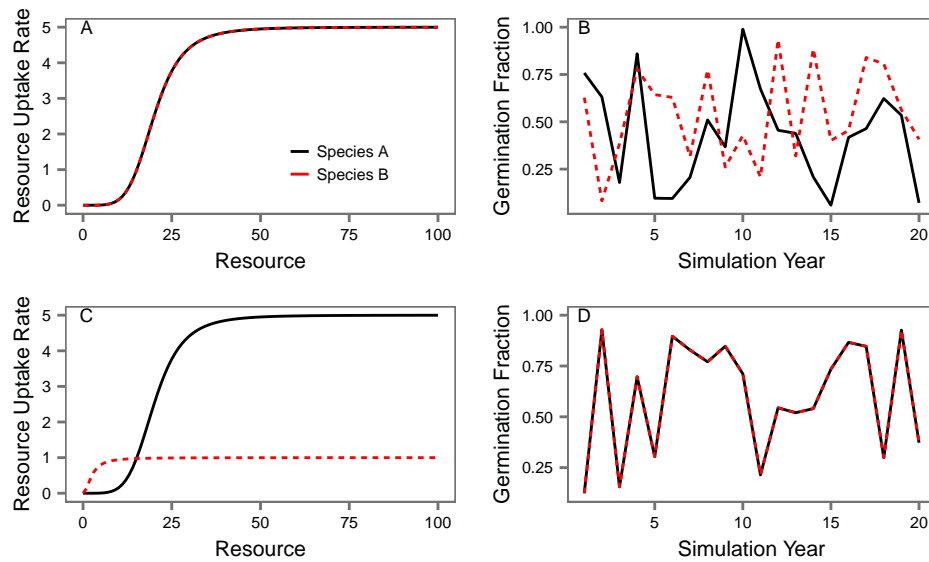 A
Resource Uptake Rate
5
4
3
2
1
0
Species A
Species B
0
25
50
75
100
Resource
B
Germination Fraction
1.00
0.75
0.50
0.25
5
10
15
20
Simulation Year
C
Resource Uptake Rate
5
4
3
2
1
0
0
25
50
75
100
Resource
D
Germination Fraction
1.00
0.75
0.50
0.25
5
10
15
20
Simulation Year